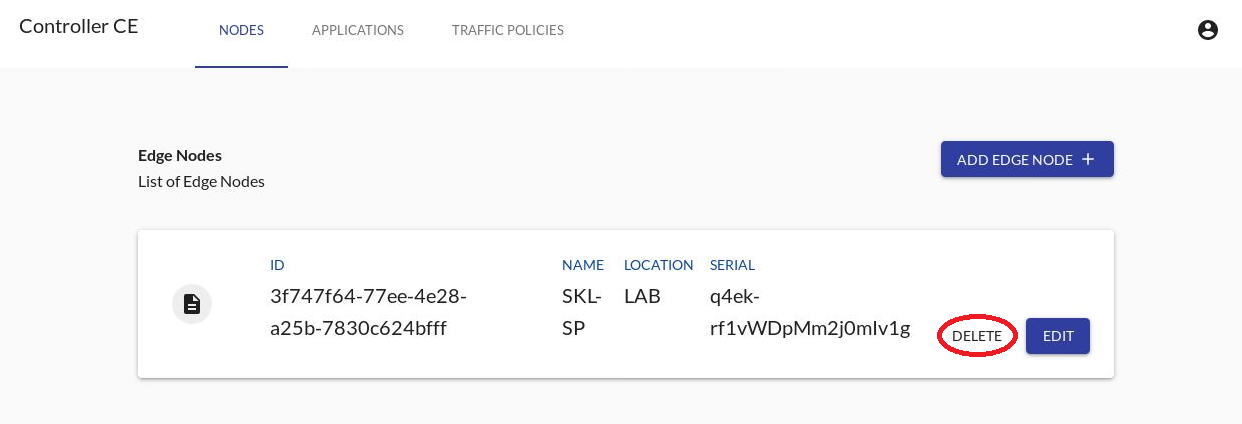 Controller CE
NODES
APPLICATIONS
TRAFFIC POLICIES
Edge Nodes
List of Edge Nodes
ADD EDGE NODE +
ID
NAME
LOCATION
SERIAL
3f747f64-77ee-4e28-
a25b-7830c624bfff
SKL-
SP
LAB
q4ek-
rf1vWDpMm2j0mIv1g
DELETE
EDIT